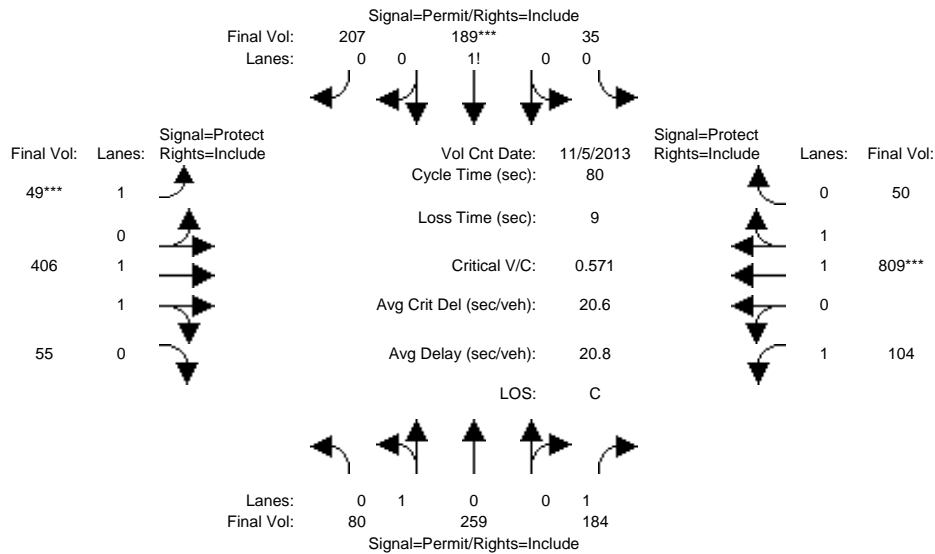 Signal=Permit/Rights=Include
Final Vol: 207 189*** 35
Lanes: 0 0 1! 0 0
Signal=Protect
Final Vol: Lanes: Rights=Include
Vol Cnt Date: 11/5/2013
Signal=Protect
Rights=Include Lanes: Final Vol:
Cycle Time (sec): 80
49*** 1
0 50
Loss Time (sec): 9
0
1
406 1
Critical V/C: 0.571
1 809***
1
Avg Crit Del (sec/veh): 20.6
0
55 0
Avg Delay (sec/veh): 20.8
1 104
LOS: C
Lanes: 0 1 0 0 1
Final Vol: 80 259 184
Signal=Permit/Rights=Include